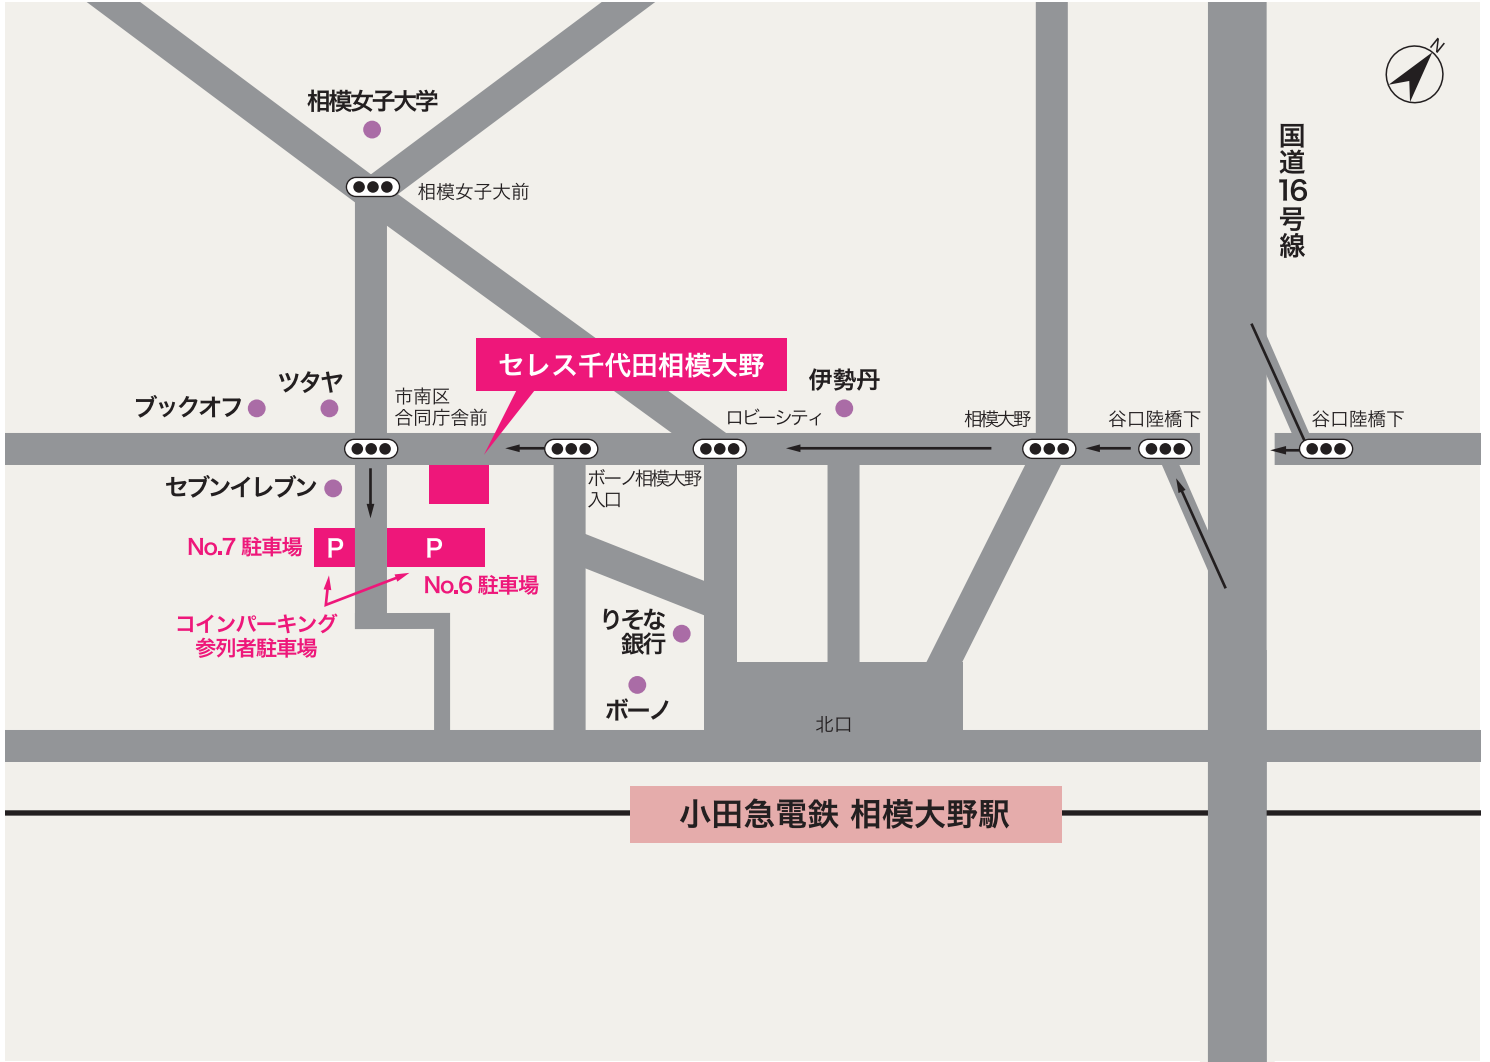 N
相模女子大学
国道16号線
相模女子大前
セレス千代田相模大野
伊勢丹
ツタヤ
ブックオフ
市南区
合同庁舎前
ロビーシティ
相模大野
谷口陸橋下
谷口陸橋下
ボーノ相模大野
入口
セブンイレブン
No.7 駐車場
P
P
No.6 駐車場
コインパーキング
参列者駐車場
りそな
銀行
ボーノ
北口
小田急電鉄 相模大野駅